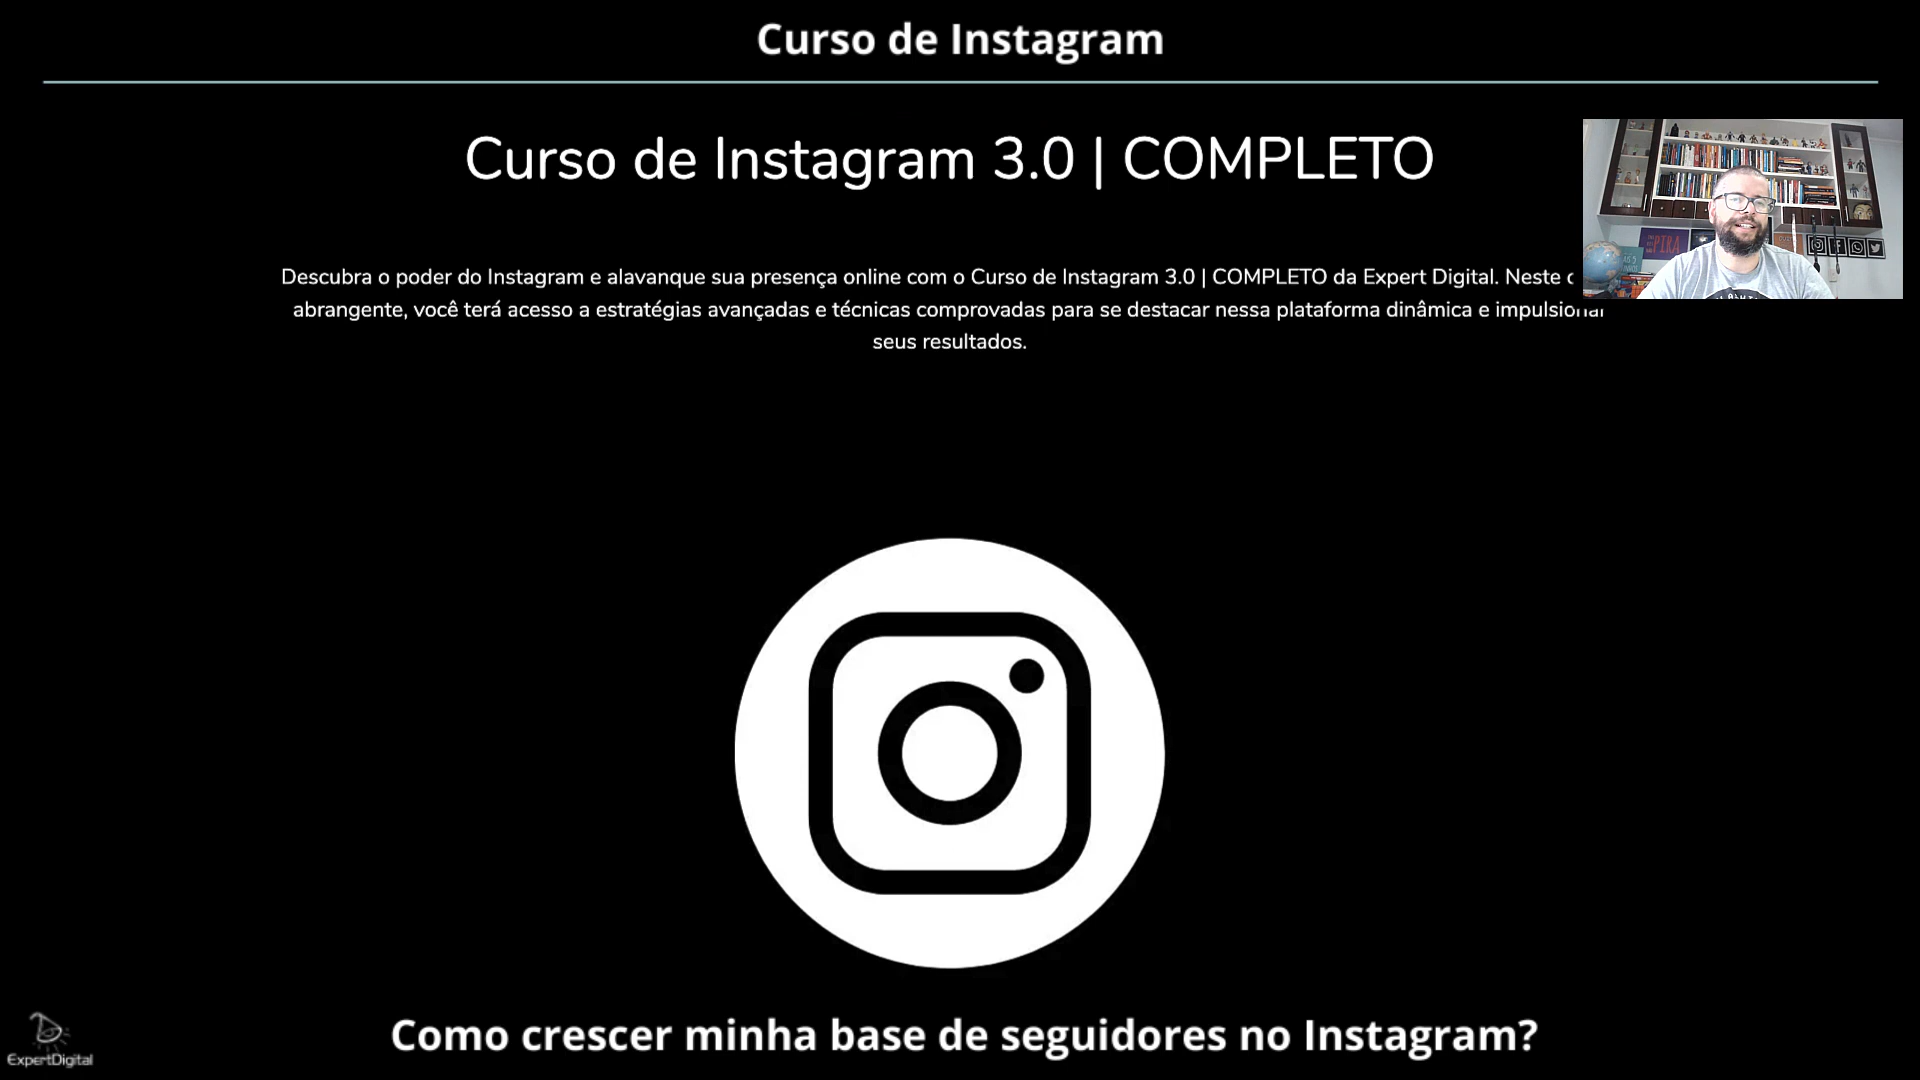 Curso de Instagram
Curso de Instagram 3.0 | COMPLETO
Descubra o poder do Instagram e alavanque sua presença online com o Curso de Instagram 3.0 | COMPLETO da Expert Digital. Neste
abrangente, você terá acesso a estratégias avançadas e técnicas comprovadas para se destacar nessa plataforma dinâmica e impulsionar
seus resultados.
PIRA
Como crescer minha base de seguidores no Instagram?
ExpertDigital